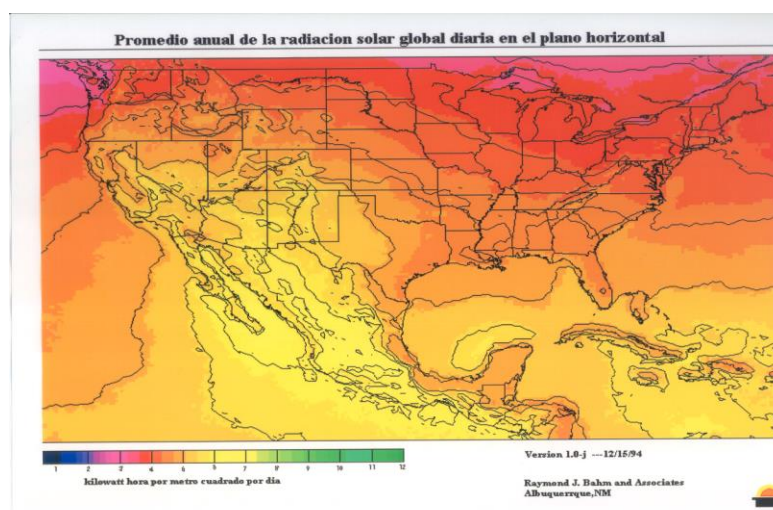 Promedio anual de la radiacion solar global diaria en el plano horizontal
1 2 3 4 5 6 7 8 9 10 11 12
kilowatt hora por metro cuadrado por dia
Version 1.0-j ---12/15/94
Raymond J. Bahm and Associates
Albuquerrque,NM